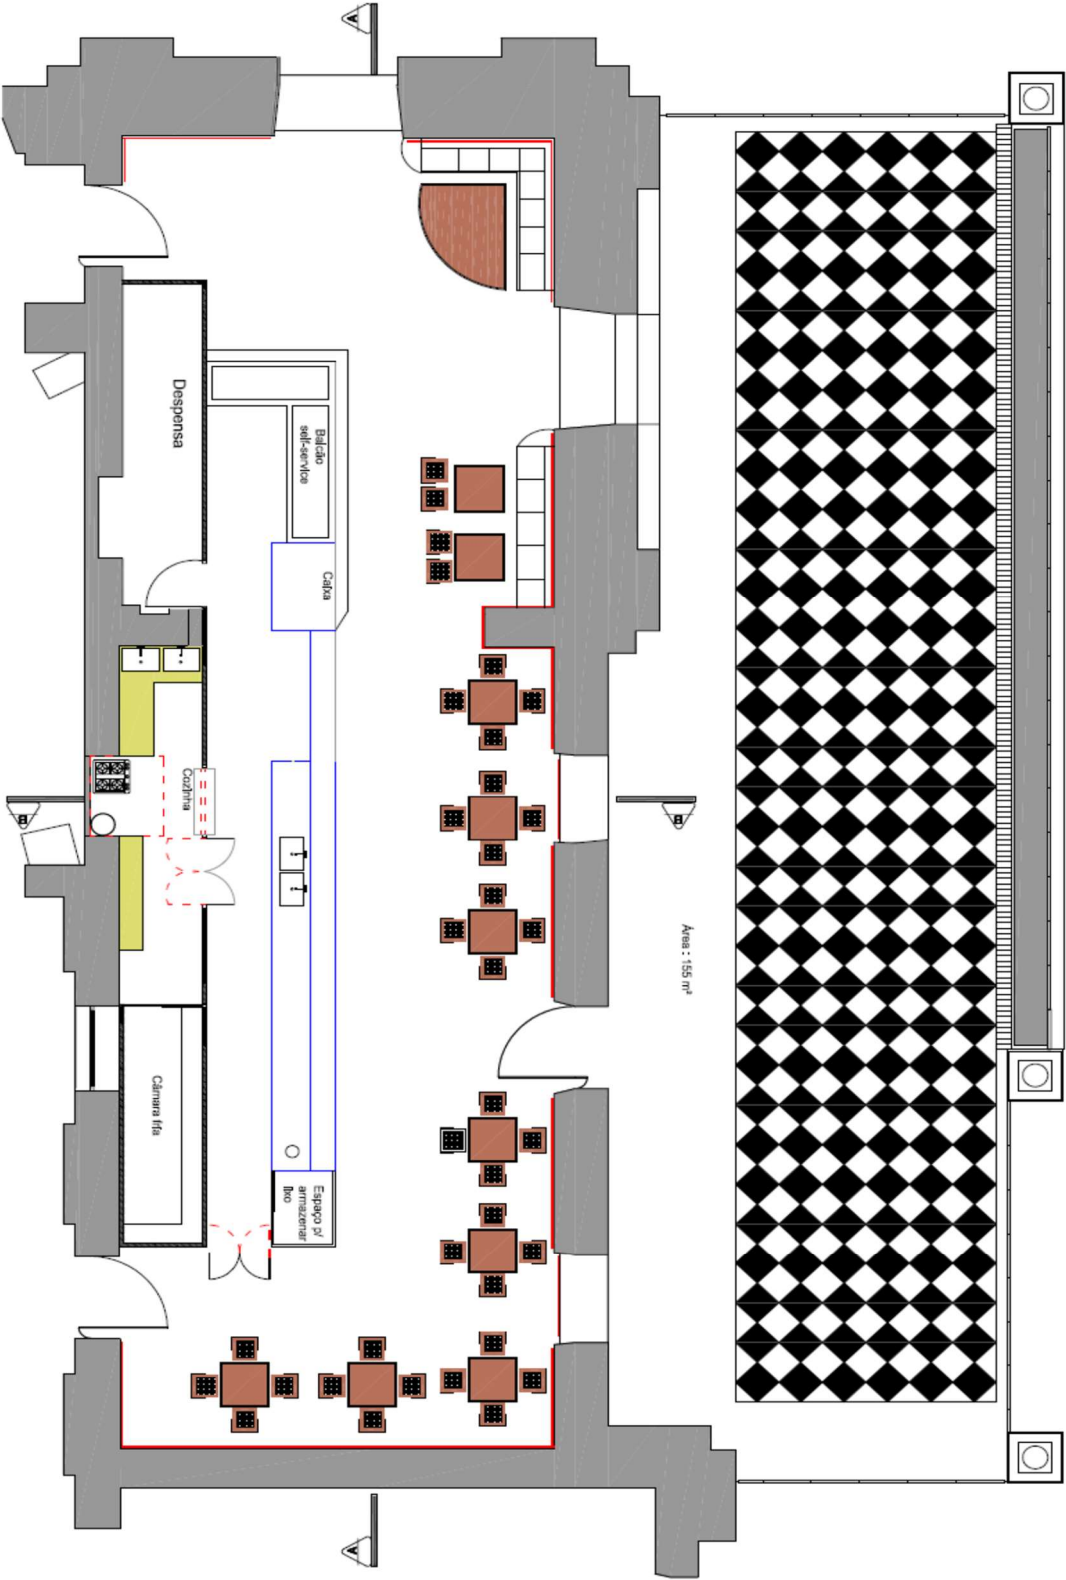 A
Despensa
Balcão
self-service
Caixa
Cozinha
B
B
Área : 155 m²
Câmara fria
Espaço p/
armazenar
lixo
A